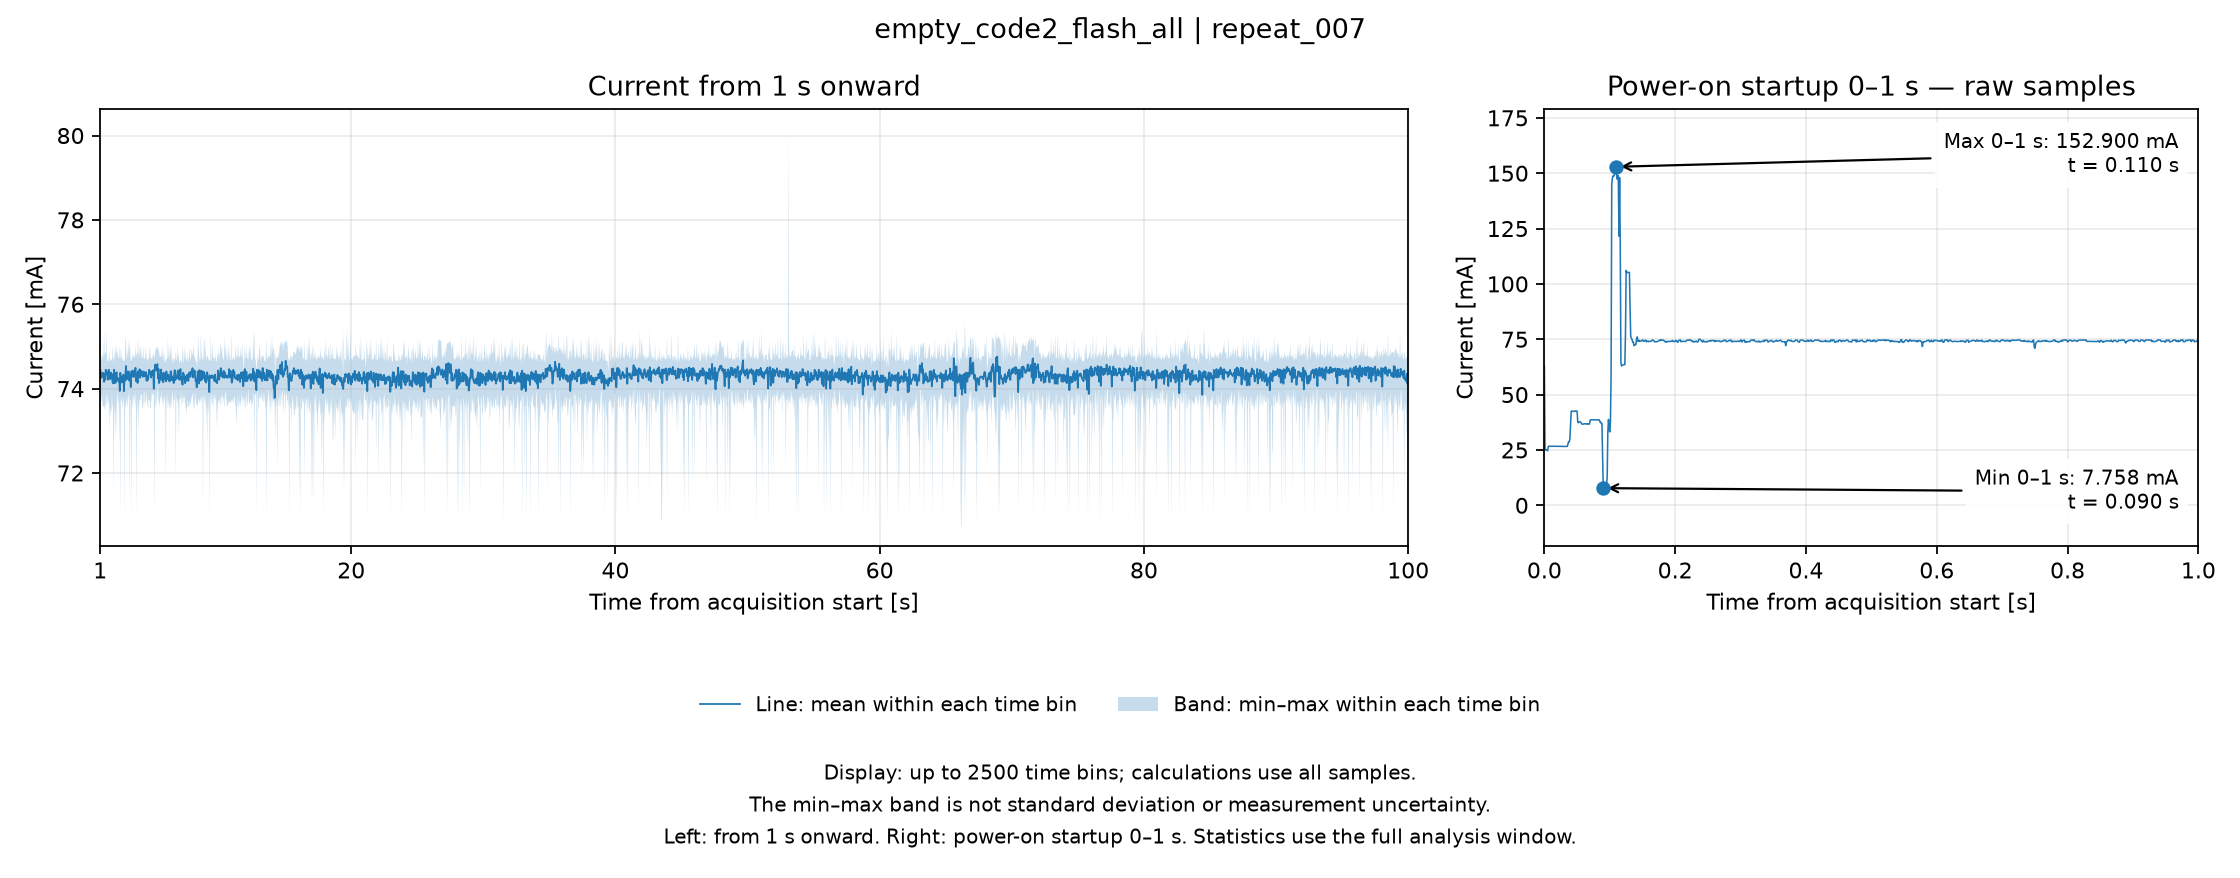 empty_code2_flash_all | repeat_007
Current from 1 s onward
Current [mA]
80
78
76
74
72
1
20
40
60
80
100
Time from acquisition start [s]
Power-on startup 0–1 s — raw samples
Current [mA]
175
150
125
100
75
50
25
0
Max 0–1 s: 152.900 mA
t = 0.110 s
Min 0–1 s: 7.758 mA
t = 0.090 s
0.0
0.2
0.4
0.6
0.8
1.0
Time from acquisition start [s]
Line: mean within each time bin
Band: min–max within each time bin
Display: up to 2500 time bins; calculations use all samples.
The min–max band is not standard deviation or measurement uncertainty.
Left: from 1 s onward. Right: power-on startup 0–1 s. Statistics use the full analysis window.